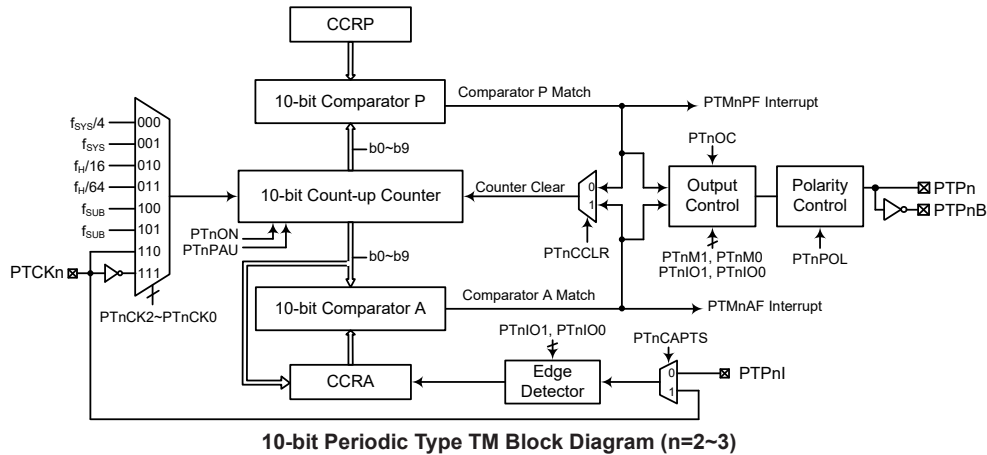 CCRP
10-bit Comparator P
Comparator P Match
PTMnPF Interrupt
b0~b9
PTnOC
fSYS/4
000
fSYS
001
fH/16
010
fH/64
011
fSUB
100
fSUB
101
110
111
PTCKn
PTnCK2~PTnCK0
10-bit Count-up Counter
Counter Clear
0
1
PTnCCLR
Output
Control
Polarity
Control
PTPn
PTPnB
PTnON
PTnPAU
PTnM1, PTnM0
PTnIO1, PTnIO0
PTnPOL
b0~b9
10-bit Comparator A
Comparator A Match
PTMnAF Interrupt
PTnIO1, PTnIO0
PTnCAPTS
CCRA
Edge
Detector
0
1
PTPnI
10-bit Periodic Type TM Block Diagram (n=2~3)